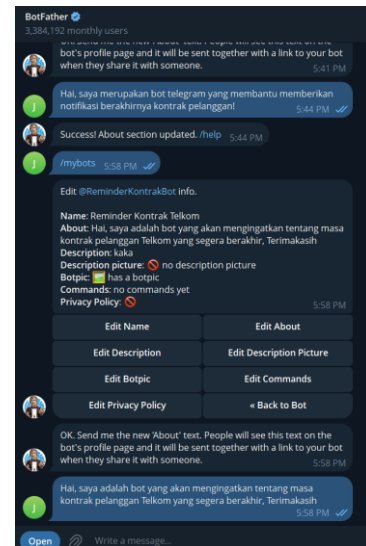 BotFather
3,384,192 monthly users
OK. Send me the new 'About' text. People will see this text on the
bot's profile page and it will be sent together with a link to your bot
when they share it with someone.
5:41 PM
Hai, saya merupakan bot telegram yang membantu memberikan
notifikasi berakhirnya kontrak pelanggan!
5:44 PM
Success! About section updated. /help
5:44 PM
J
/mybots
5:58 PM
Edit @ReminderKontrakBot info.
Name: Reminder Kontrak Telkom
About: Hai, saya adalah bot yang akan mengingatkan tentang masa
kontrak pelanggan Telkom yang segera berakhir, Terimakasih
Description: kaka
Description picture: 🚫 no description picture
Botpic: 🖼 has a botpic
Commands: no commands yet
Privacy Policy: 🚫
5:58 PM
Edit Name
Edit About
Edit Description
Edit Description Picture
Edit Botpic
Edit Commands
Edit Privacy Policy
« Back to Bot
OK. Send me the new 'About' text. People will see this text on the
bot's profile page and it will be sent together with a link to your bot
when they share it with someone.
5:58 PM
Hai, saya adalah bot yang akan mengingatkan tentang masa
kontrak pelanggan Telkom yang segera berakhir, Terimakasih
5:58 PM
J
Open
Write a message...